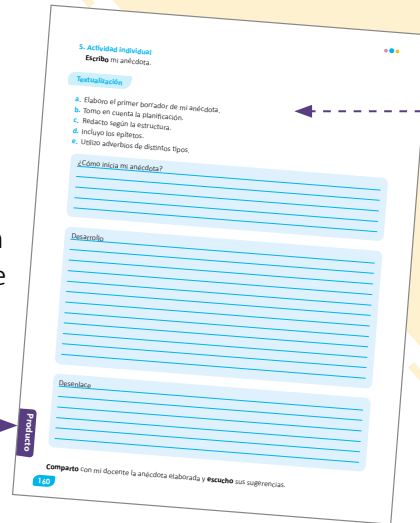 5. Actividad individual
Escribo mi anécdota.
Textualización
a. Elaboro el primer borrador de mi anécdota.
b. Tomo en cuenta la planificación.
c. Redacto según la estructura.
d. Incluyo los epítetos.
e. Utilizo adverbios de distintos tipos.
¿Cómo inicia mi anécdota?
Desarrollo
e
Desenlace
Producto
Comparto con mi docente la anécdota elaborada y escucho sus sugerencias.
160